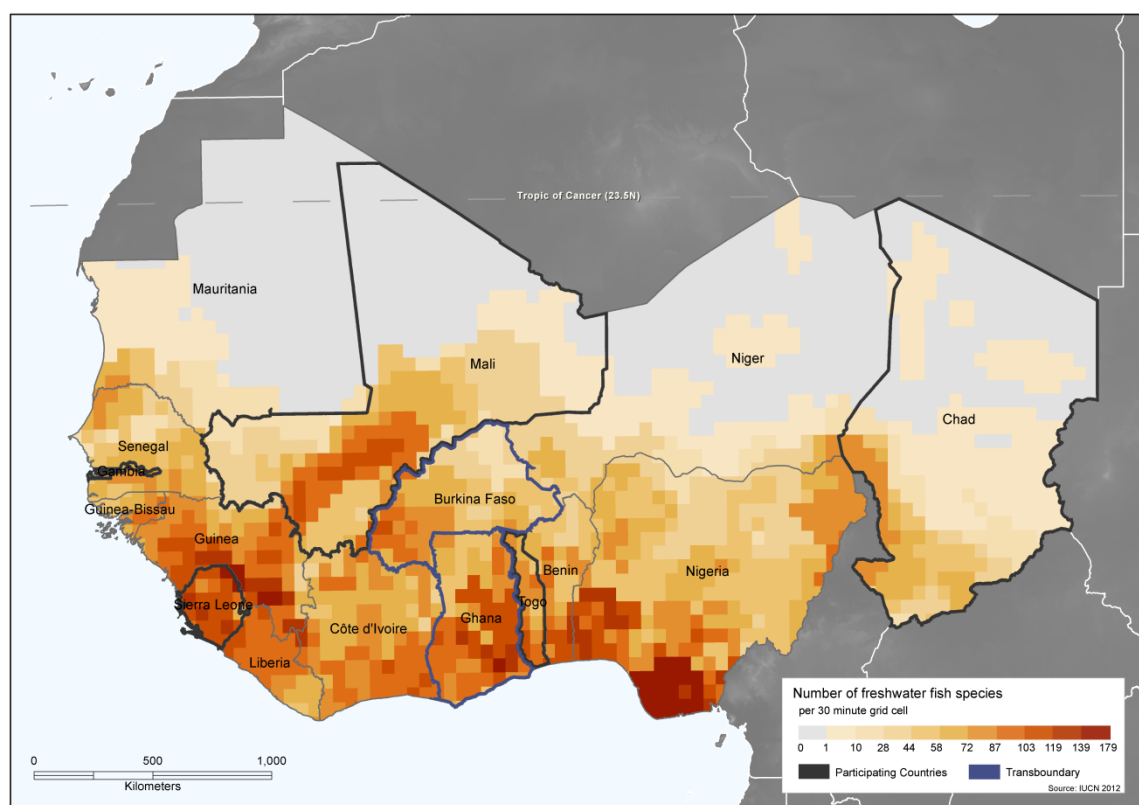 Tropic of Cancer (23.5N)
Mauritania
Mali
Niger
Chad
Senegal
Gambia
Guinea-Bissau
Burkina Faso
Guinea
Benin
Nigeria
Sierra Leone
Togo
Ghana
Côte d'Ivoire
Liberia
Number of freshwater fish species
per 30 minute grid cell
0 1 10 28 44 58 72 87 103 119 139 179
Participating Countries Transboundary
Source: IUCN 2012
0 500 1,000
Kilometers